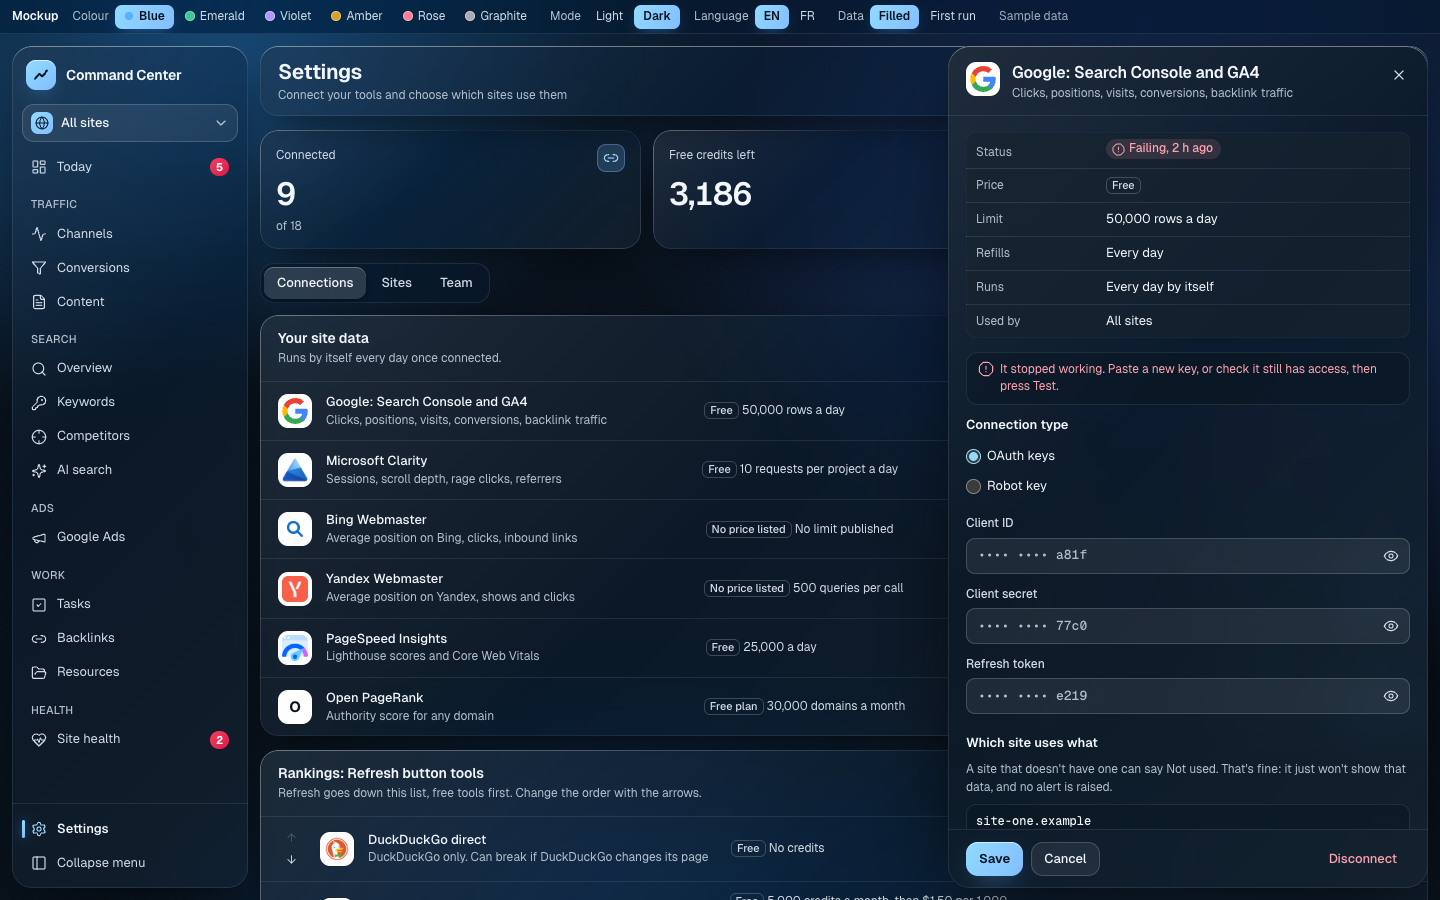 Mockup Colour Blue Emerald Violet Amber Rose Graphite Mode Light Dark Language EN FR Data Filled First run Sample data
Command Center
All sites
Today 5
TRAFFIC
Channels
Conversions
Content
SEARCH
Overview
Keywords
Competitors
AI search
ADS
Google Ads
WORK
Tasks
Backlinks
Resources
HEALTH
Site health 2
Settings
Collapse menu
Settings
Connect your tools and choose which sites use them
Connected
9
of 18
Free credits left
3,186
Connections Sites Team
Your site data
Runs by itself every day once connected.
Google: Search Console and GA4
Clicks, positions, visits, conversions, backlink traffic
Free 50,000 rows a day
Microsoft Clarity
Sessions, scroll depth, rage clicks, referrers
Free 10 requests per project a day
Bing Webmaster
Average position on Bing, clicks, inbound links
No price listed No limit published
Yandex Webmaster
Average position on Yandex, shows and clicks
No price listed 500 queries per call
PageSpeed Insights
Lighthouse scores and Core Web Vitals
Free 25,000 a day
O
Open PageRank
Authority score for any domain
Free plan 30,000 domains a month
Rankings: Refresh button tools
Refresh goes down this list, free tools first. Change the order with the arrows.
DuckDuckGo direct
DuckDuckGo only. Can break if DuckDuckGo changes its page
Free No credits
Google: Search Console and GA4
Clicks, positions, visits, conversions, backlink traffic
Status Failing, 2 h ago
Price Free
Limit 50,000 rows a day
Refills Every day
Runs Every day by itself
Used by All sites
It stopped working. Paste a new key, or check it still has access, then
press Test.
Connection type
OAuth keys
Robot key
Client ID
•••• •••• a81f
Client secret
•••• •••• 77c0
Refresh token
•••• •••• e219
Which site uses what
A site that doesn't have one can say Not used. That's fine: it just won't show that
data, and no alert is raised.
site-one.example
Save Cancel Disconnect